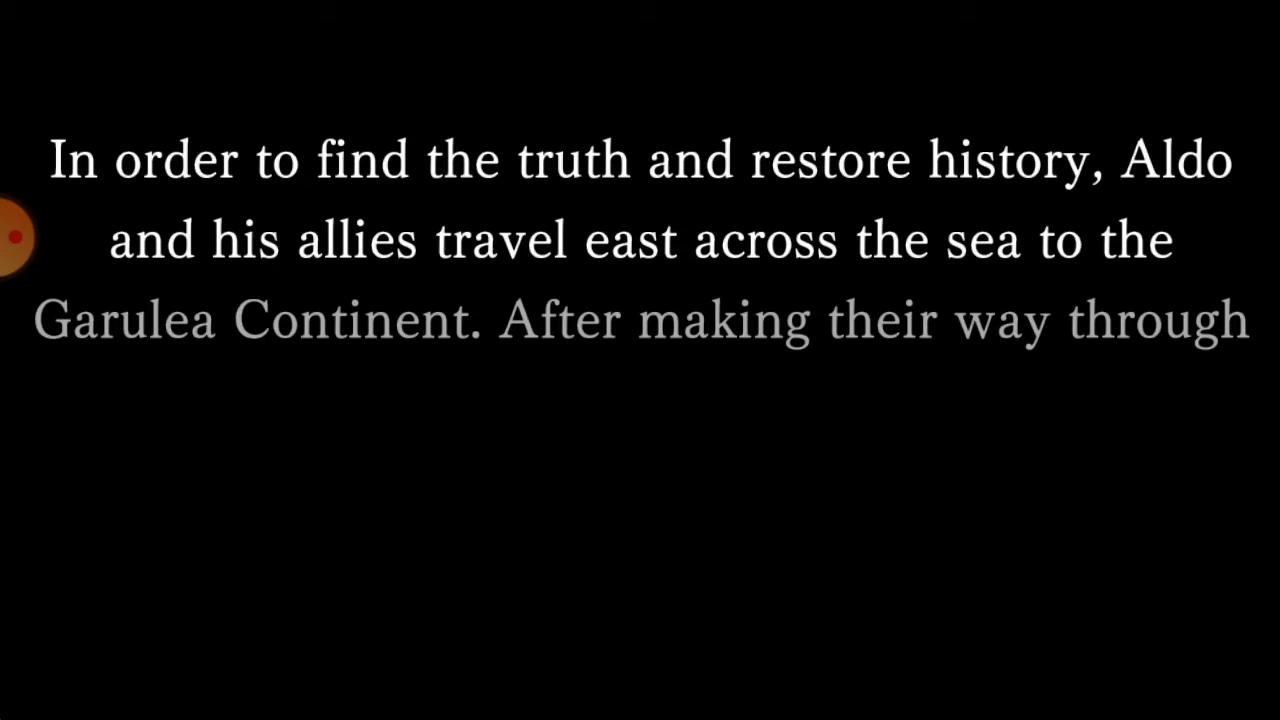 In order to find the truth and restore history, Aldo
and his allies travel east across the sea to the
Garulea Continent. After making their way through